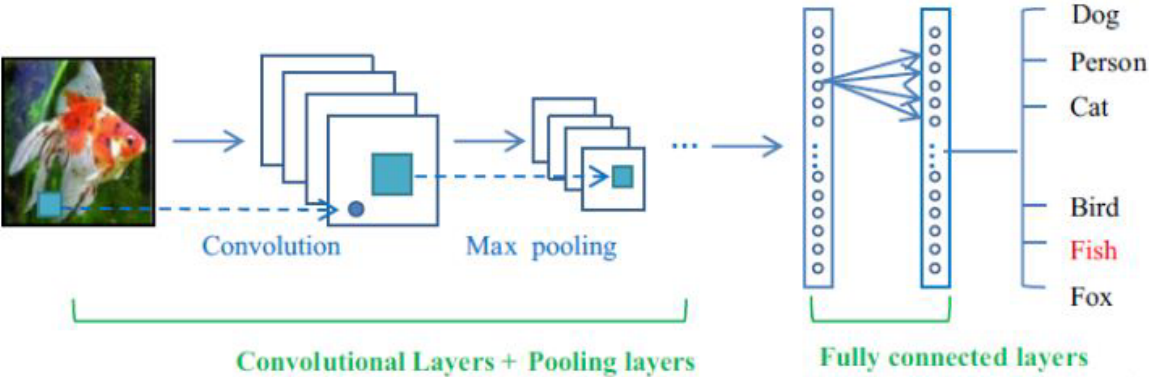 Dog
Person
Cat
...
Bird
Fish
Fox
Convolution
Max pooling
Convolutional Layers + Pooling layers
Fully connected layers